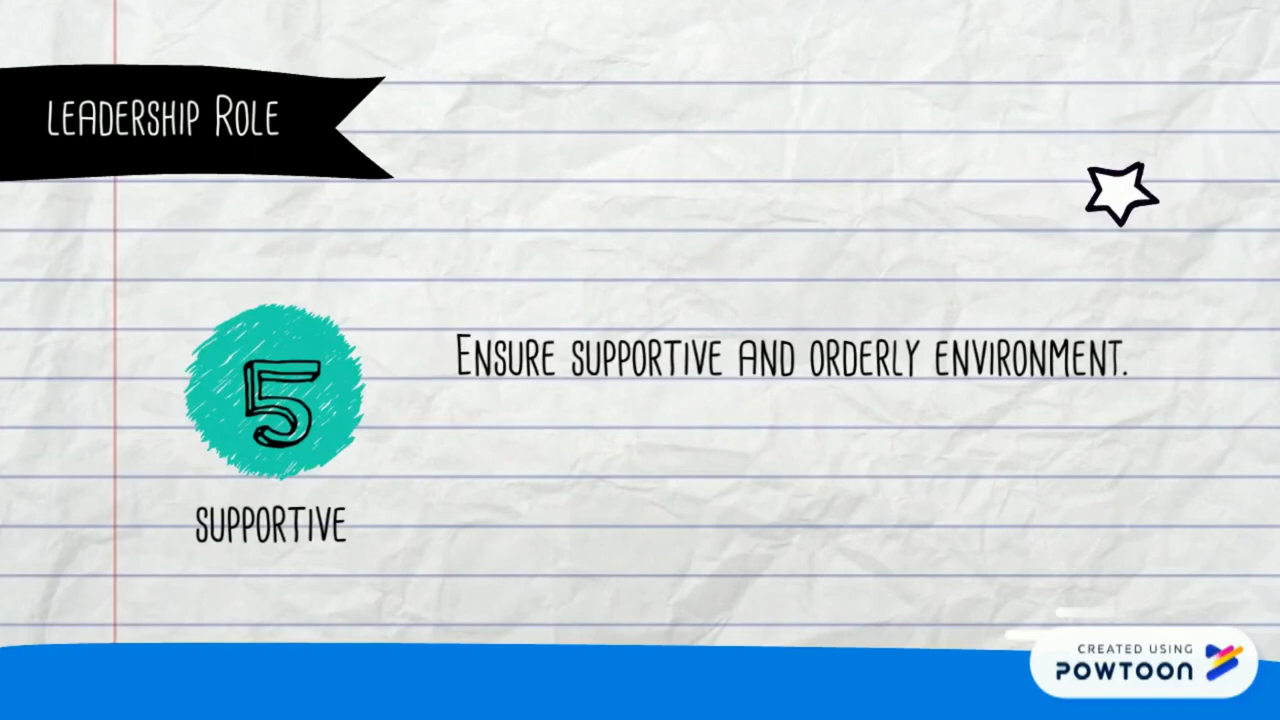 LEADERSHIP ROLE
5
ENSURE SUPPORTIVE AND ORDERLY ENVIRONMENT.
SUPPORTIVE
CREATED USING
POWTOON